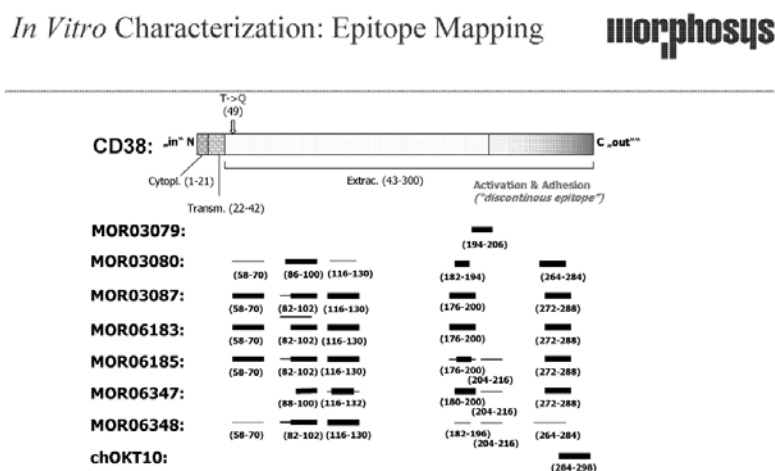 In Vitro Characterization: Epitope Mapping
morphosys
T->Q
(49)
CD38: „in“ N
C „out““
Cytopl. (1-21)
Extrac. (43-300)
Activation & Adhesion
("discontinous epitope")
Transm. (22-42)
MOR03079:
(194-206)
MOR03080:
(58-70) (86-100) (116-130) (182-194) (264-284)
MOR03087:
(58-70) (82-102) (116-130) (176-200) (272-288)
MOR06183:
(58-70) (82-102) (116-130) (176-200) (272-288)
MOR06185:
(58-70) (82-102) (116-130) (176-200) (272-288)
(204-216)
MOR06347:
(88-100) (116-132) (180-200) (272-288)
(204-216)
MOR06348:
(58-70) (82-102) (116-130) (182-196) (264-284)
(204-216)
chOKT10:
(284-298)